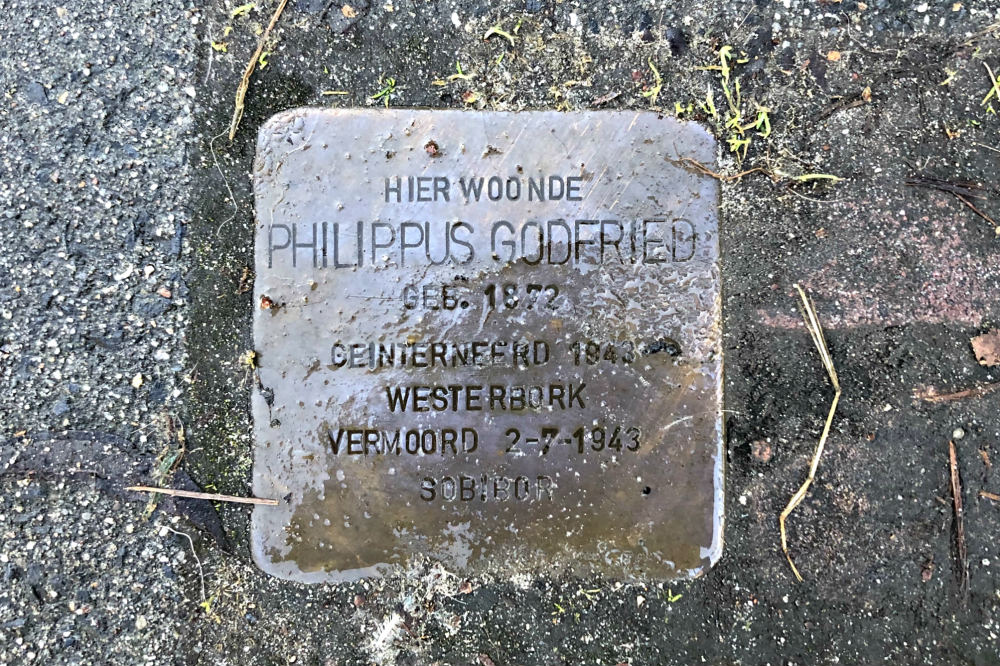 HIER WOONDE
PHILIPPUS GODFRIED
GEB. 1872
GEINTERNEERD 1943
WESTERBORK
VERMOORD 2-7-1943
SOBIBOR